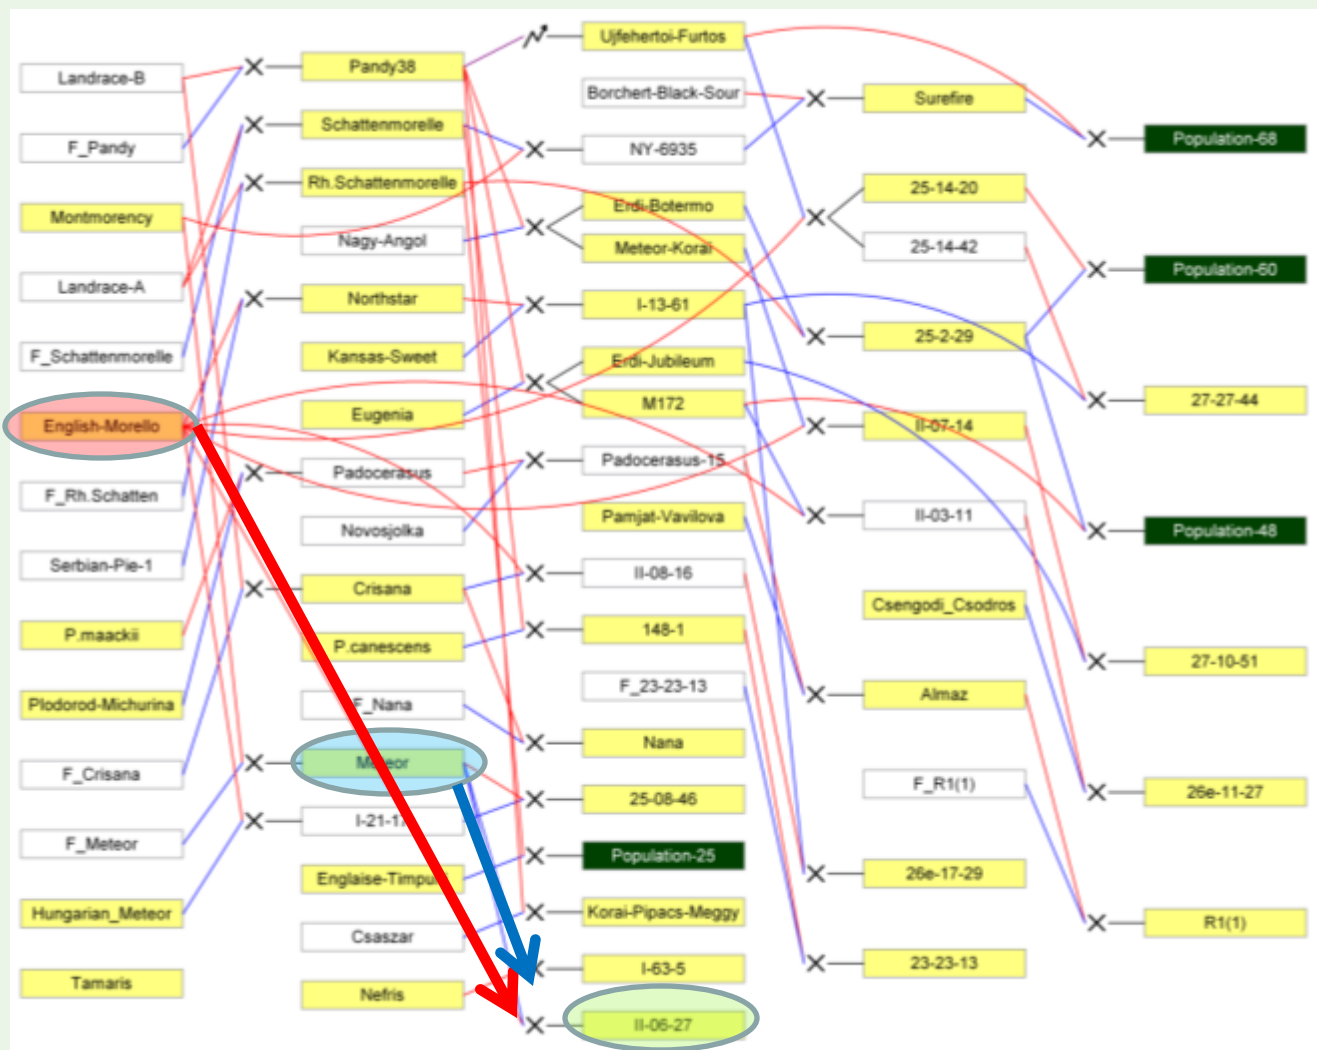 Landrace-B
F_Pandy
Montmorency
Landrace-A
F_Schattenmorelle
English-Morello
F_Rh.Schatten
Serbian-Pie-1
P.maackii
Plodorod-Michurina
F_Crisana
F_Meteor
Hungarian_Meteor
Tamaris
Pandy38
Schattenmorelle
Rh.Schattenmorelle
Nagy-Angol
Northstar
Kansas-Sweet
Eugenia
Padocerasus
Novosjolka
Crisana
P.canescens
F_Nana
Meteor
Csaszar
Nefris
Ujfehertoi-Furtos
Borchert-Black-Sour
NY-6935
Erdi-Botermo
Meteor-Korai
I-13-61
Erdi-Jubileum
M172
Padocerasus-15
Pamjat-Vavilova
II-08-16
148-1
F_23-23-13
Nana
25-08-46
Population-25
Korai-Pipacs-Meggy
I-63-5
II-06-27
Surefire
25-14-20
25-14-42
25-2-29
II-07-14
II-03-11
Csengodi_Csodros
Almaz
F_R1(1)
26e-17-29
23-23-13
Population-68
Population-60
27-27-44
Population-48
27-10-51
26e-11-27
R1(1)